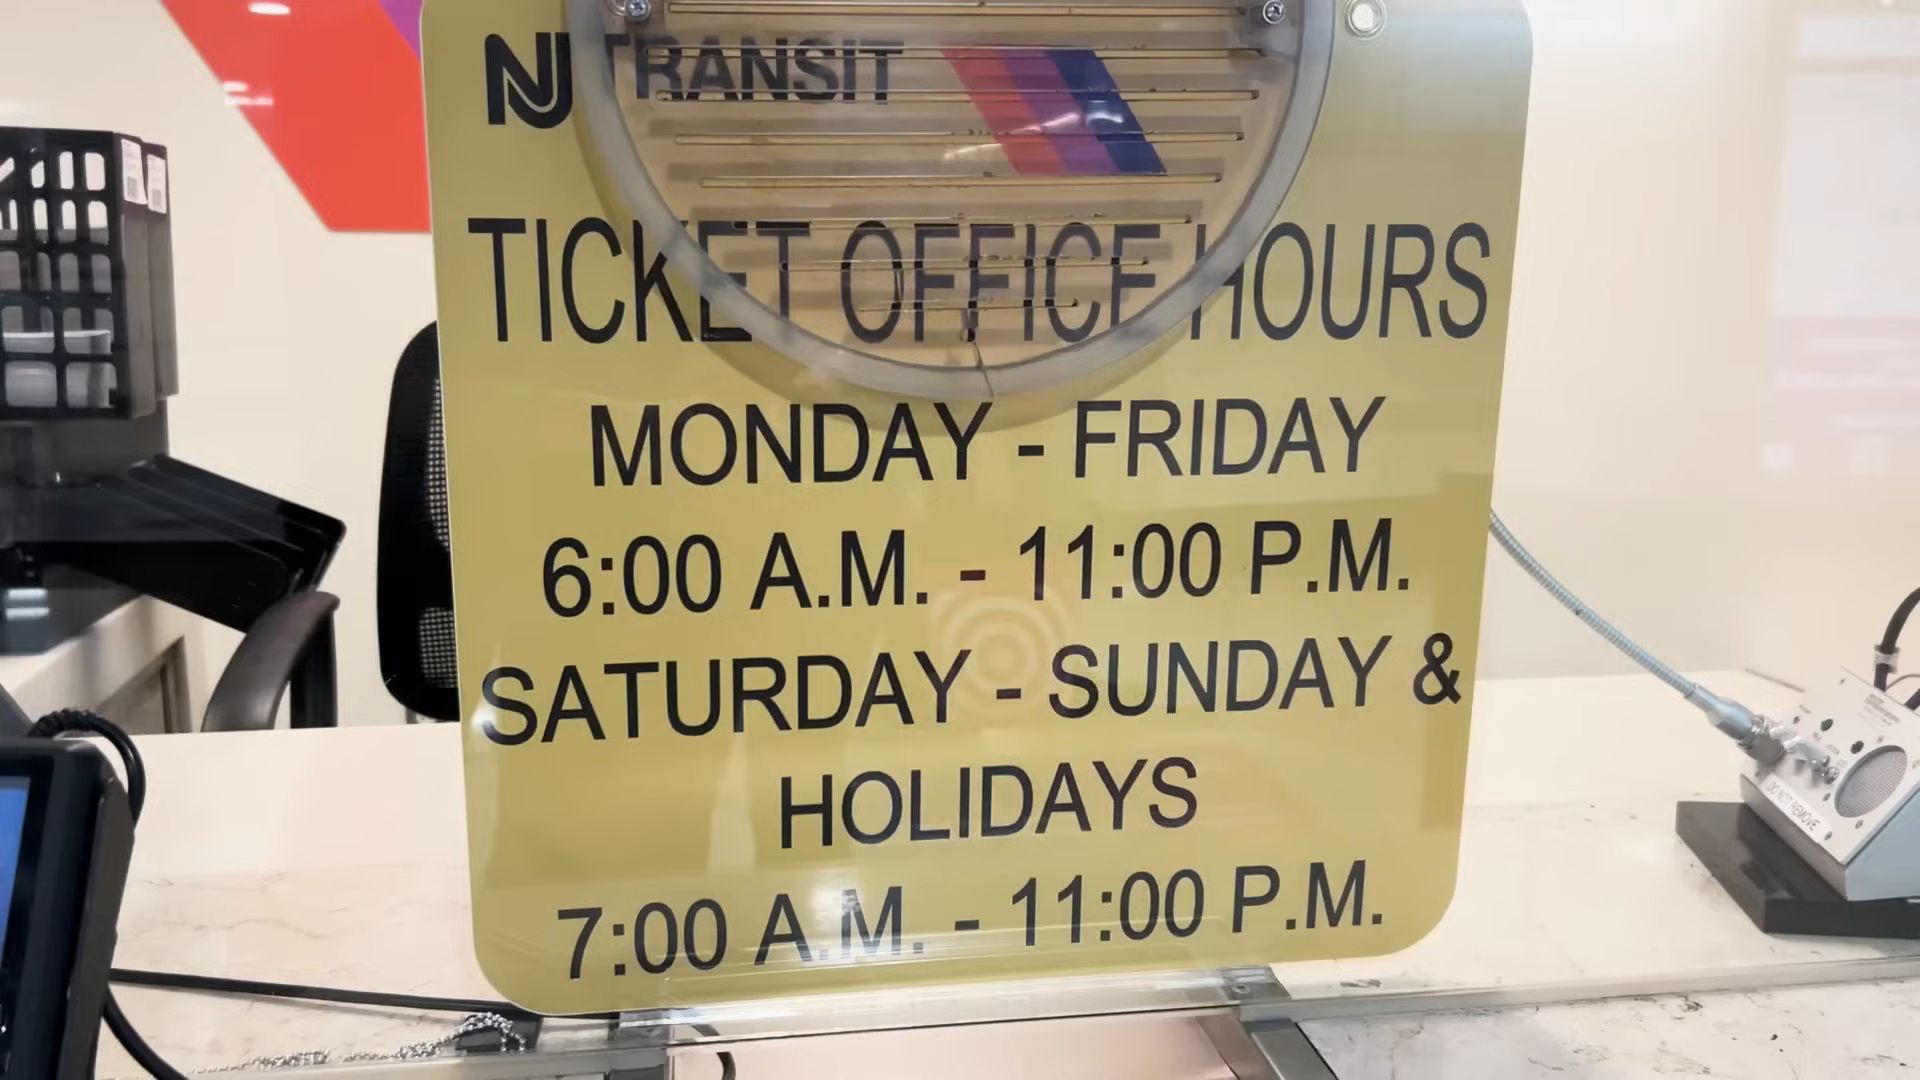 NJ TRANSIT
TICKET OFFICE HOURS
MONDAY - FRIDAY
6:00 A.M. - 11:00 P.M.
SATURDAY - SUNDAY &
HOLIDAYS
7:00 A.M. - 11:00 P.M.
DO NOT REMOVE